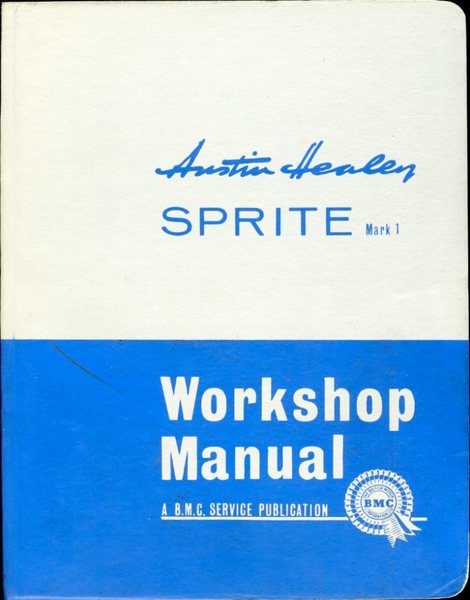 Austin Healey
SPRITE Mark 1
Workshop
Manual
A B.M.C. SERVICE PUBLICATION
BMC